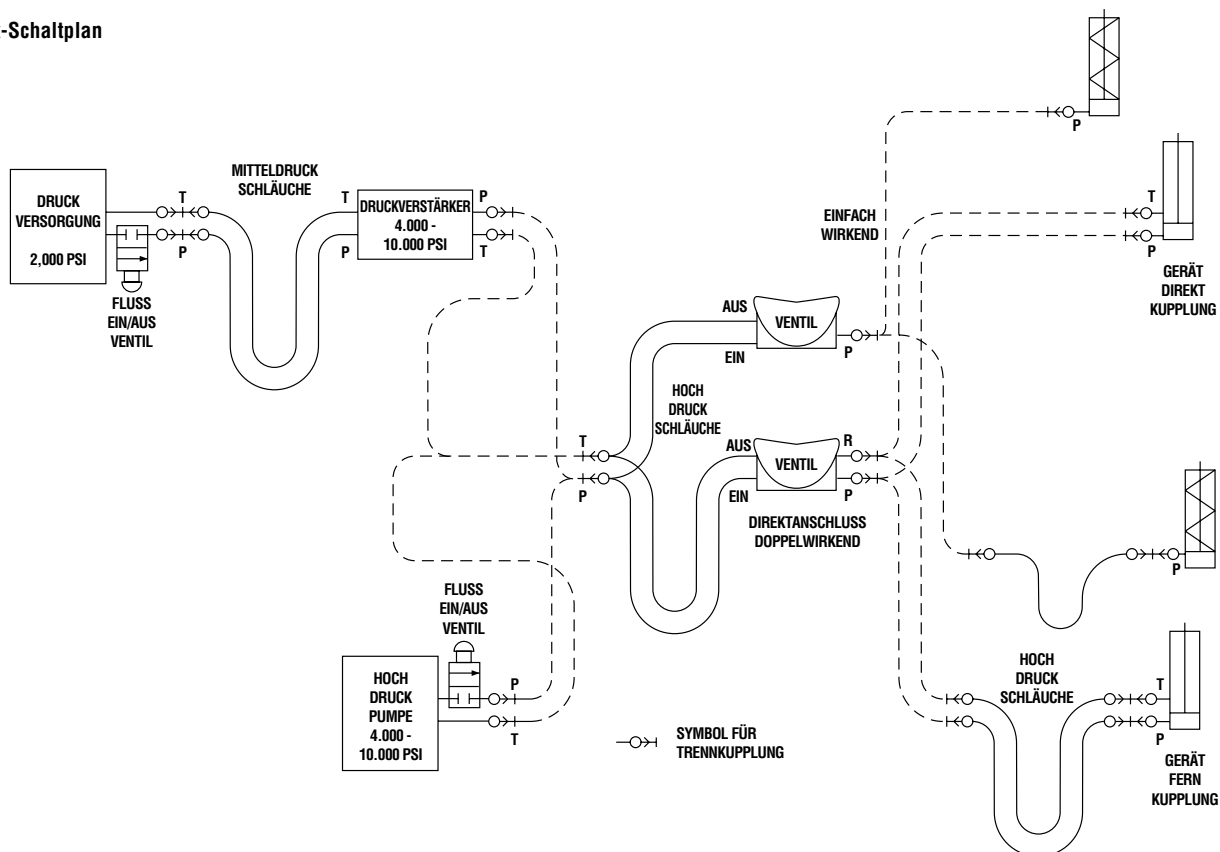 -Schaltplan
P
DRUCK
VERSORGUNG
2,000 PSI
T
P
FLUSS
EIN/AUS
VENTIL
MITTELDRUCK
SCHLÄUCHE
T
P
DRUCKVERSTÄRKER
4.000 -
10.000 PSI
P
T
EINFACH
WIRKEND
T
P
GERÄT
DIREKT
KUPPLUNG
AUS
EIN
VENTIL
P
HOCH
DRUCK
SCHLÄUCHE
T
P
AUS
EIN
VENTIL
R
P
DIREKTANSCHLUSS
DOPPELWIRKEND
P
FLUSS
EIN/AUS
VENTIL
HOCH
DRUCK
PUMPE
4.000 -
10.000 PSI
P
T
SYMBOL FÜR
TRENNKUPPLUNG
HOCH
DRUCK
SCHLÄUCHE
T
P
GERÄT
FERN
KUPPLUNG